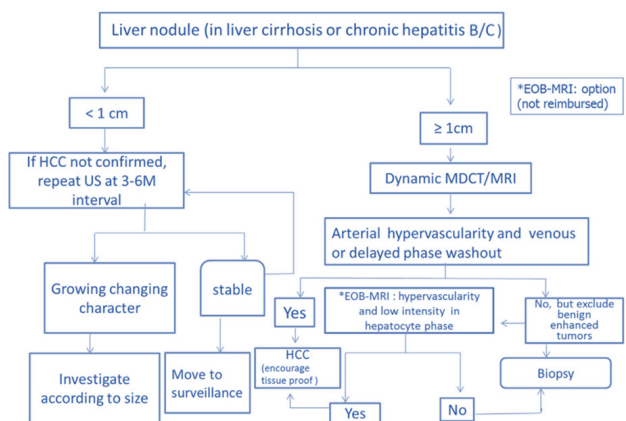 Liver nodule (in liver cirrhosis or chronic hepatitis B/C)
*EOB-MRI: option
(not reimbursed)
< 1 cm
≥ 1cm
If HCC not confirmed,
repeat US at 3-6M
interval
Dynamic MDCT/MRI
Arterial hypervascularity and venous
or delayed phase washout
Growing changing
character
stable
Yes
*EOB-MRI : hypervascularity
and low intensity in
hepatocyte phase
No, but exclude
benign
enhanced
tumors
HCC
(encourage
tissue proof )
Biopsy
Investigate
according to size
Move to
surveillance
Yes
No